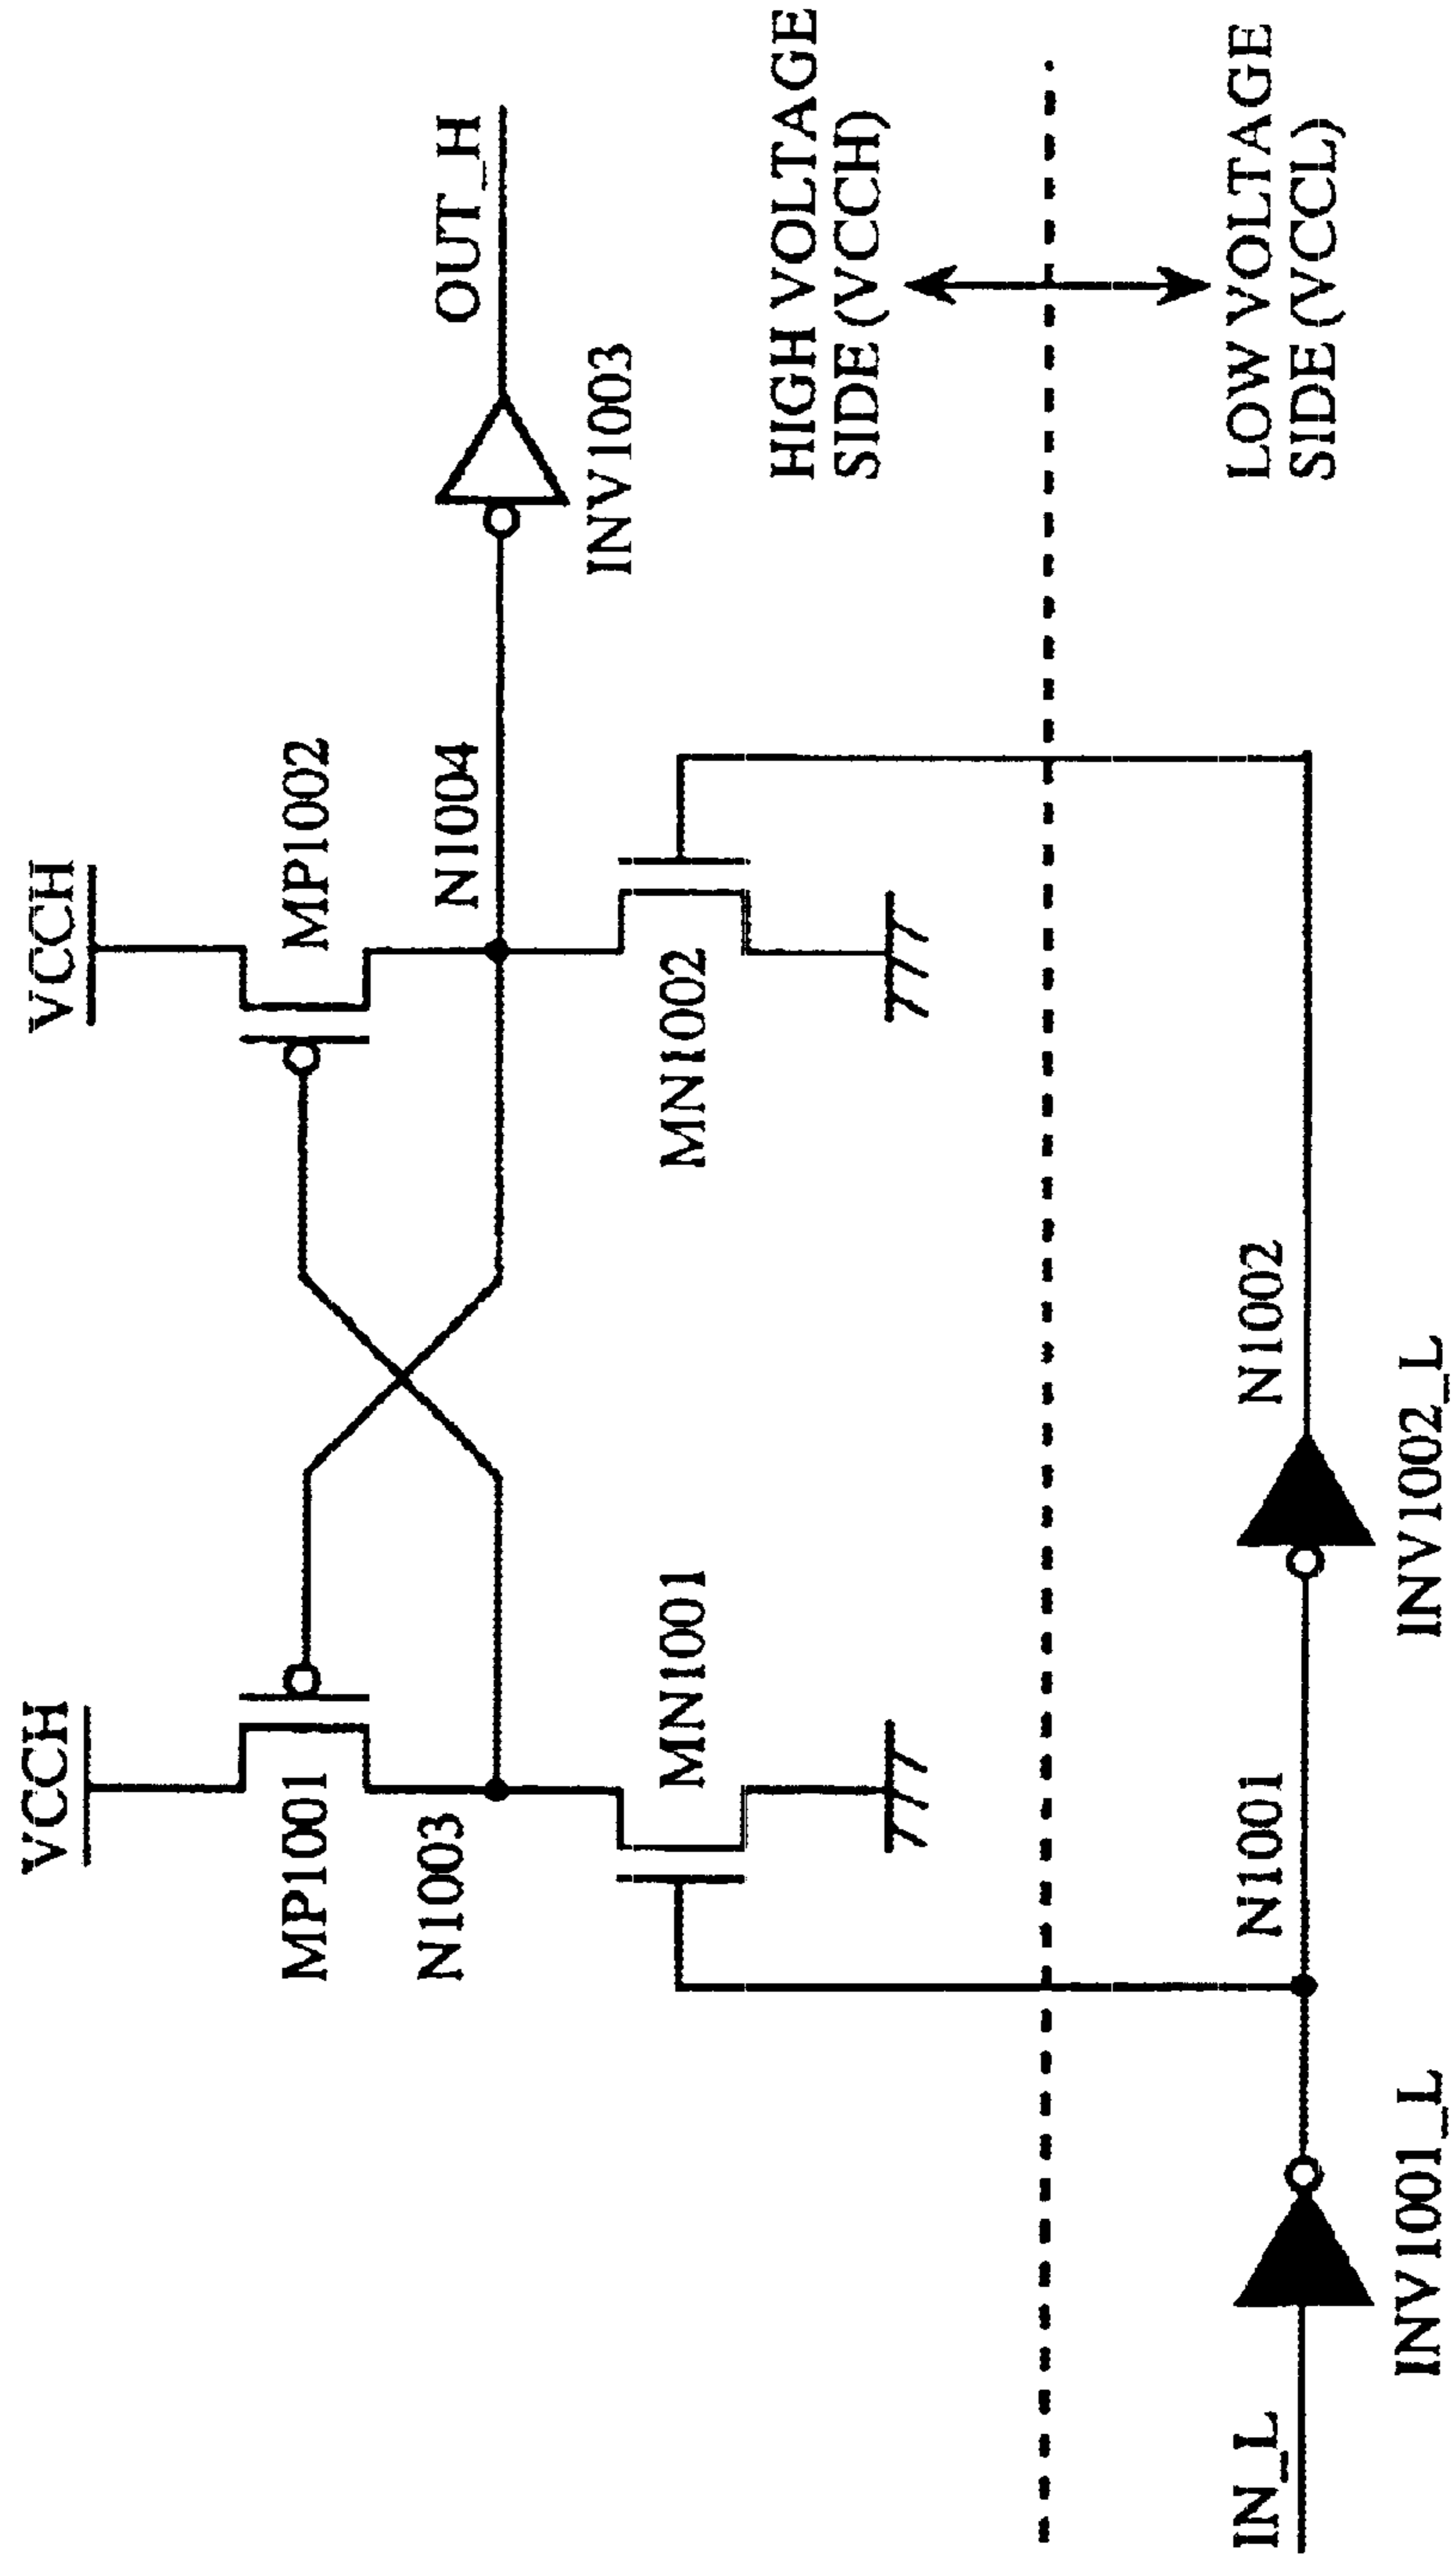 VCCH
VCCH
MP1001
MP1002
N1003
N1004
OUT_H
INV1003
MN1001
MN1002
HIGH VOLTAGE
SIDE (VCCH)
LOW VOLTAGE
SIDE (VCCL)
IN_L
N1001
N1002
INV1001_L
INV1002_L